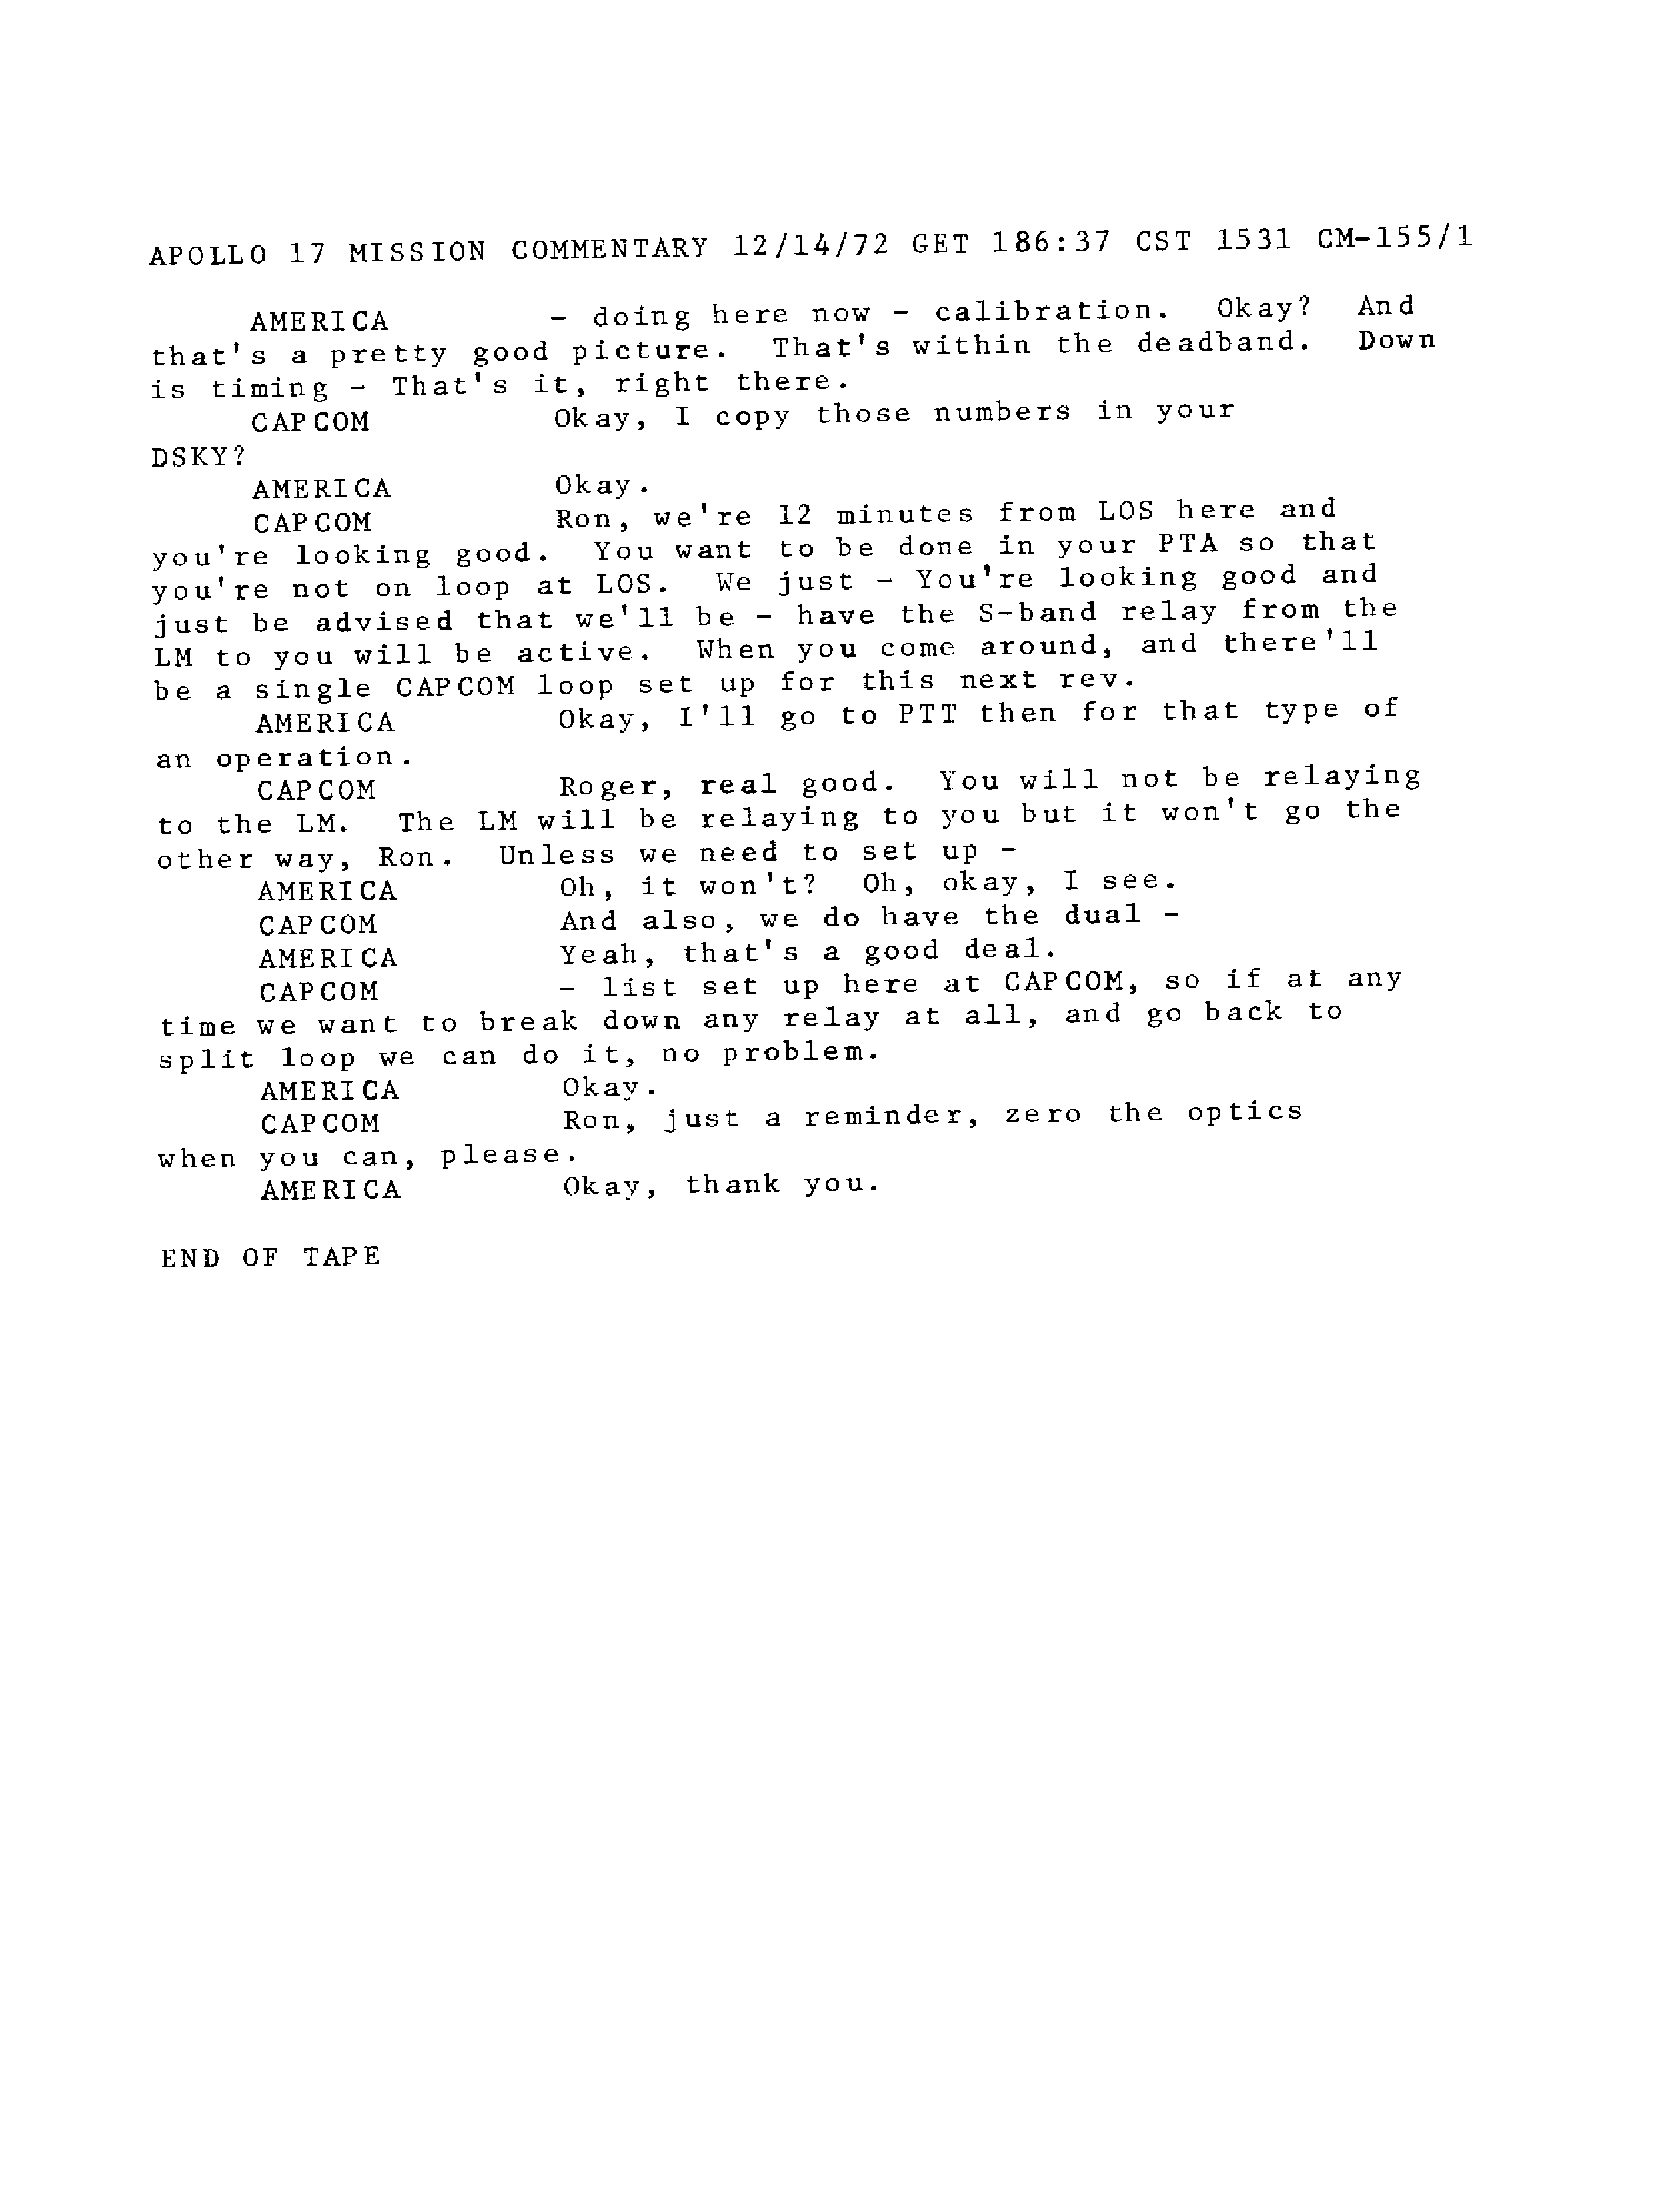 APOLLO 17 MISSION COMMENTARY 12/14/72 GET 186:37 CST 1531 CM-155/1
AMERICA - doing here now - calibration. Okay? And
that's a pretty good picture. That's within the deadband. Down
is timing - That's it, right there.
CAPCOM Okay, I copy those numbers in your
DSKY?
AMERICA Okay.
CAPCOM Ron, we're 12 minutes from LOS here and
you're looking good. You want to be done in your PTA so that
you're not on loop at LOS. We just - You're looking good and
just be advised that we'll be - have the S-band relay from the
LM to you will be active. When you come around, and there'll
be a single CAPCOM loop set up for this next rev.
AMERICA Okay, I'll go to PTT then for that type of
an operation.
CAPCOM Roger, real good. You will not be relaying
to the LM. The LM will be relaying to you but it won't go the
other way, Ron. Unless we need to set up -
AMERICA Oh, it won't? Oh, okay, I see.
CAPCOM And also, we do have the dual -
AMERICA Yeah, that's a good deal.
CAPCOM - list set up here at CAPCOM, so if at any
time we want to break down any relay at all, and go back to
split loop we can do it, no problem.
AMERICA Okay.
CAPCOM Ron, just a reminder, zero the optics
when you can, please.
AMERICA Okay, thank you.
END OF TAPE